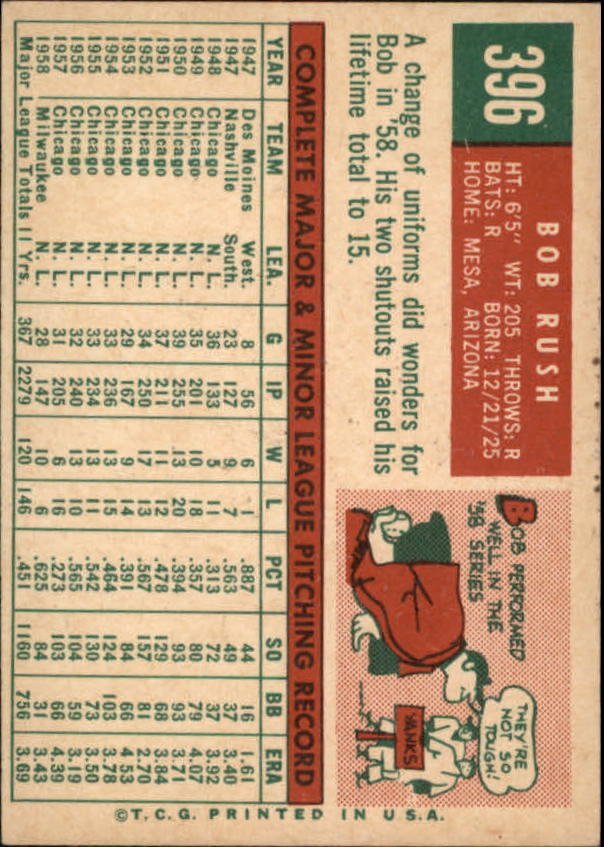 396
BOB RUSH
HT: 6'5" WT: 205 THROWS: R
BATS: R BORN: 12/21/25
HOME: MESA, ARIZONA
A change of uniforms did wonders for
Bob in '58. His two shutouts raised his
lifetime total to 15.
BOB PERFORMED
WELL IN THE
'58 SERIES
THEY'RE
NOT SO
TOUGH!
YANKS
COMPLETE MAJOR & MINOR LEAGUE PITCHING RECORD
YEAR TEAM LEA. G IP W L PCT SO BB ERA
1947 Des Moines West. 8 56 6 1 .887 44 16 1.61
1947 Nashville South. 23 127 9 7 .563 49 37 3.40
1948 Chicago N. L. 36 133 5 11 .313 72 37 3.92
1949 Chicago N. L. 35 201 10 18 .357 80 79 4.07
1950 Chicago N. L. 39 255 13 20 .394 93 93 3.71
1951 Chicago N. L. 37 211 11 12 .478 129 68 3.84
1952 Chicago N. L. 34 250 17 13 .567 157 81 2.70
1953 Chicago N. L. 29 167 9 14 .391 84 66 4.53
1954 Chicago N. L. 33 236 13 15 .464 124 103 3.78
1955 Chicago N. L. 33 234 13 11 .542 130 73 3.50
1956 Chicago N. L. 32 240 13 10 .565 104 59 3.19
1957 Chicago N. L. 31 205 6 16 .273 103 66 4.39
1958 Milwaukee N. L. 28 147 10 6 .625 84 31 3.43
Major League Totals 11 Yrs. 367 2279 120 146 .451 1160 756 3.69
©T.C.G. PRINTED IN U.S.A.